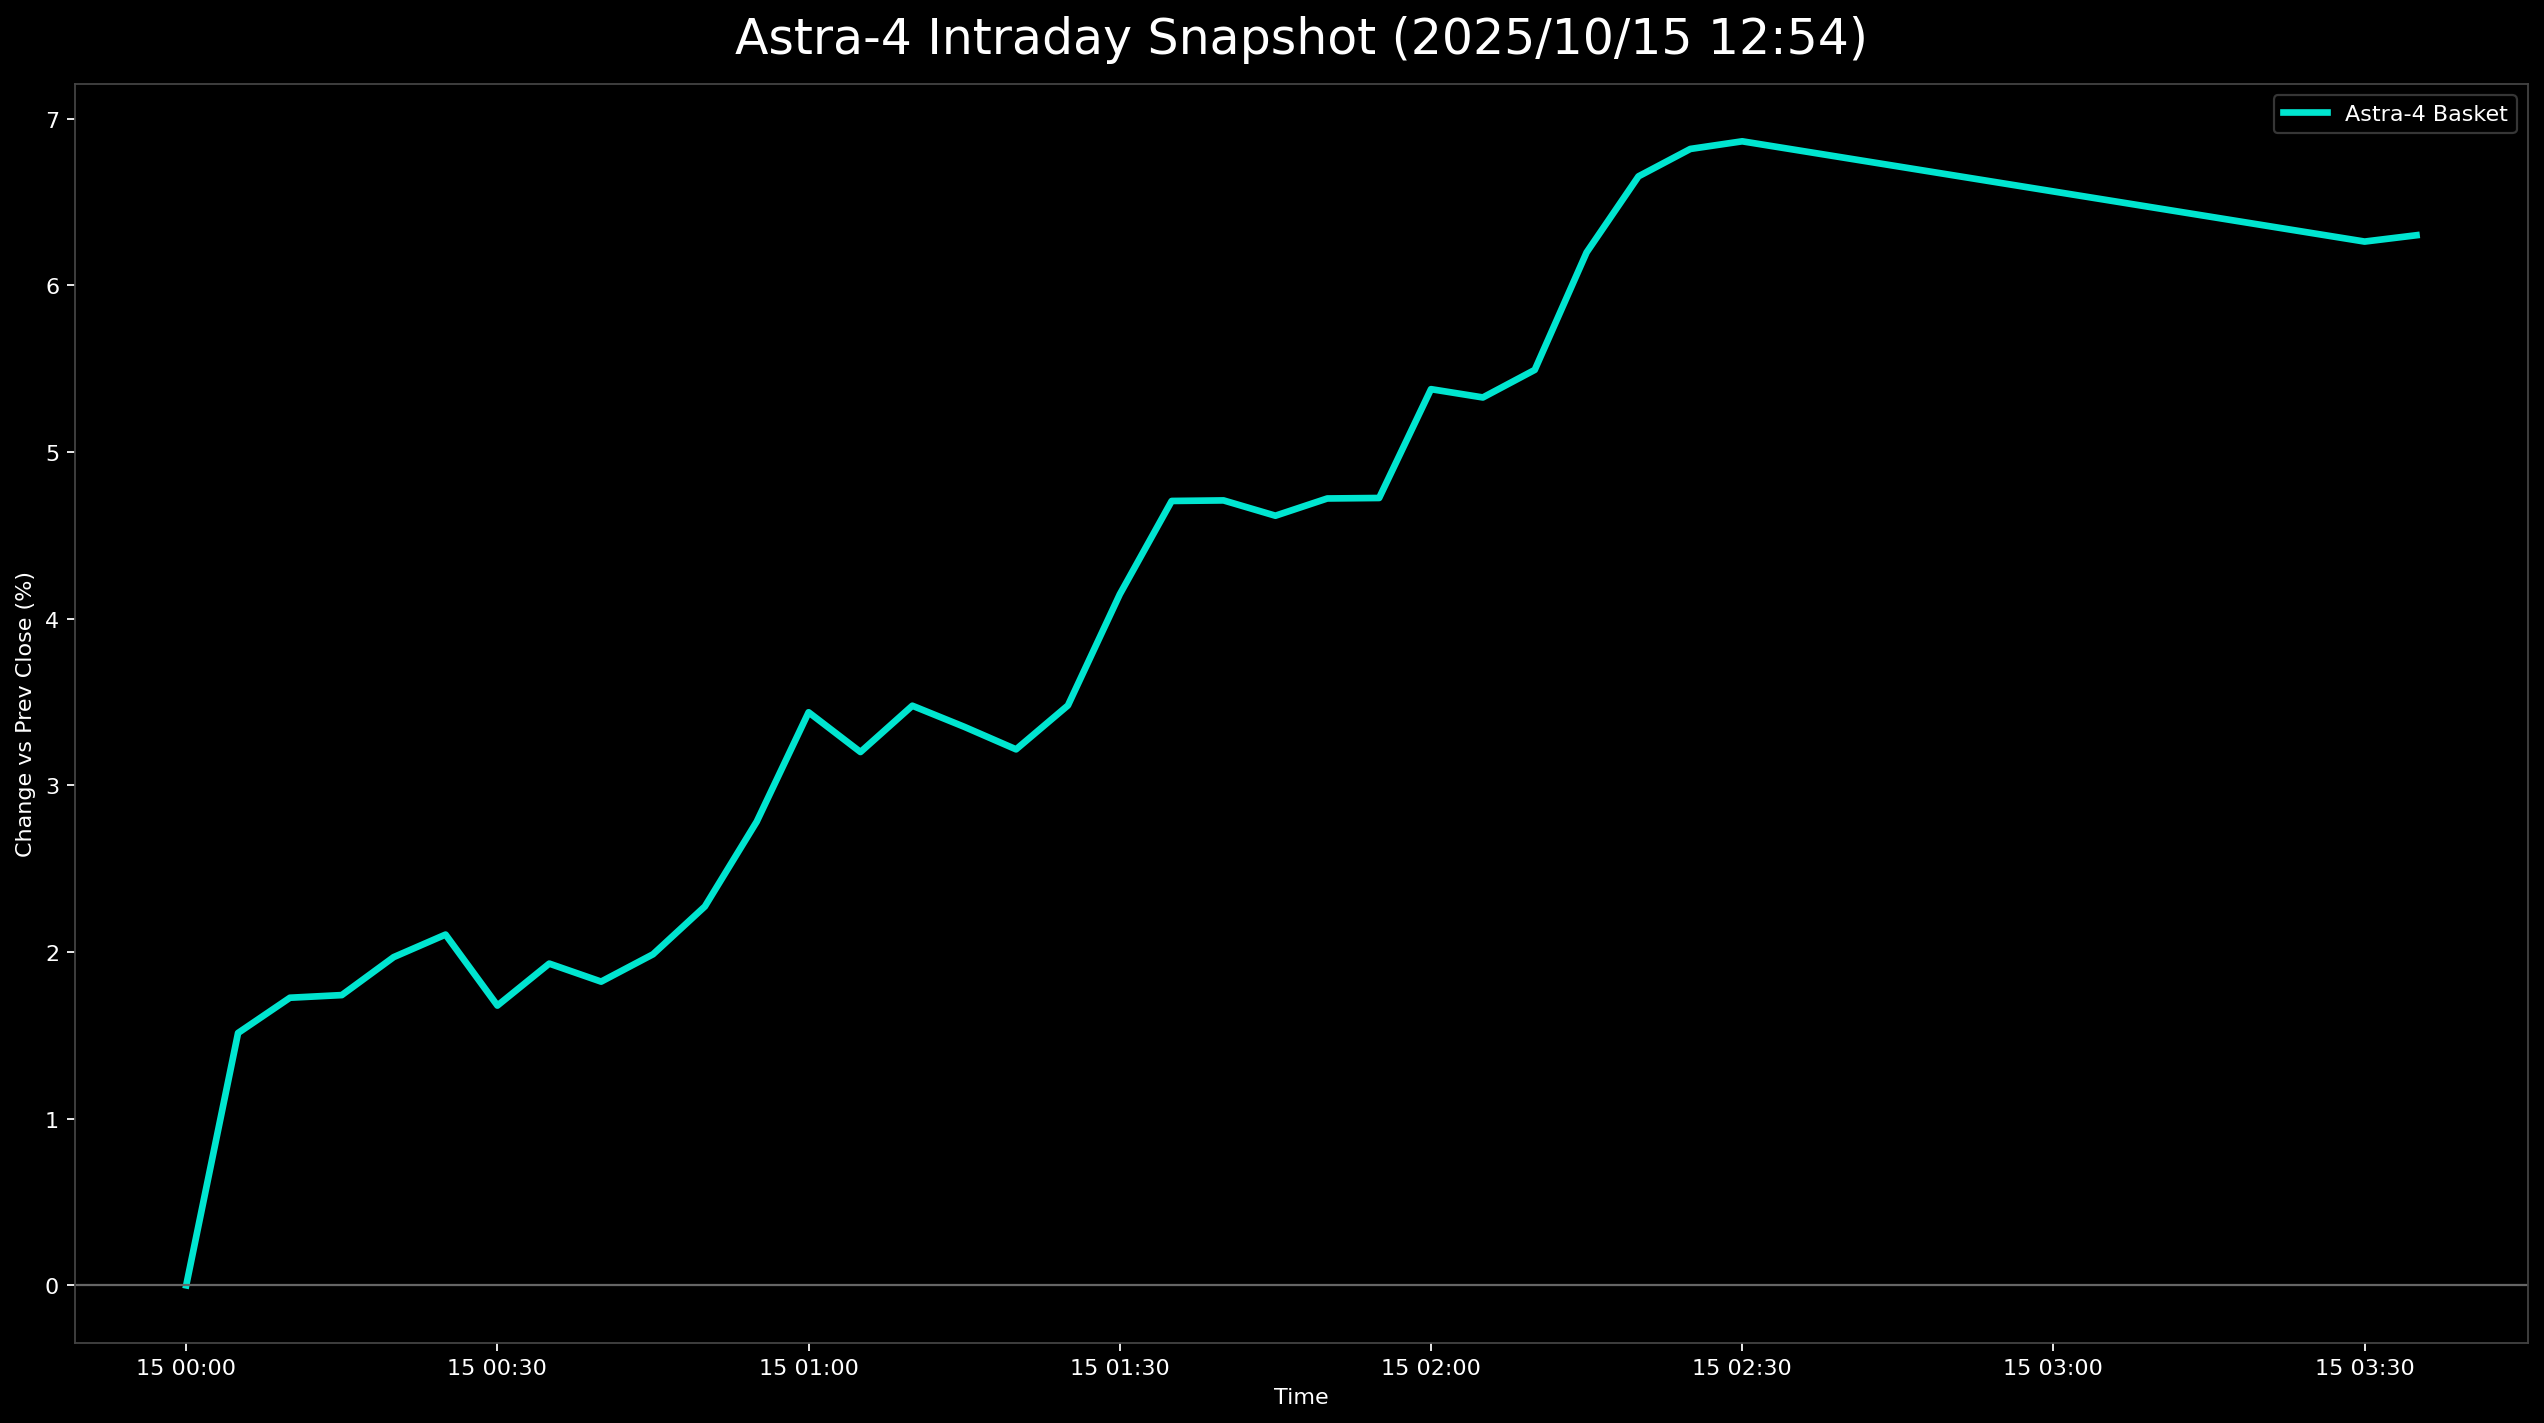 Astra-4 Intraday Snapshot (2025/10/15 12:54)
Astra-4 Basket
Change vs Prev Close (%)
7
6
5
4
3
2
1
0
15 00:00 15 00:30 15 01:00 15 01:30 15 02:00 15 02:30 15 03:00 15 03:30
Time